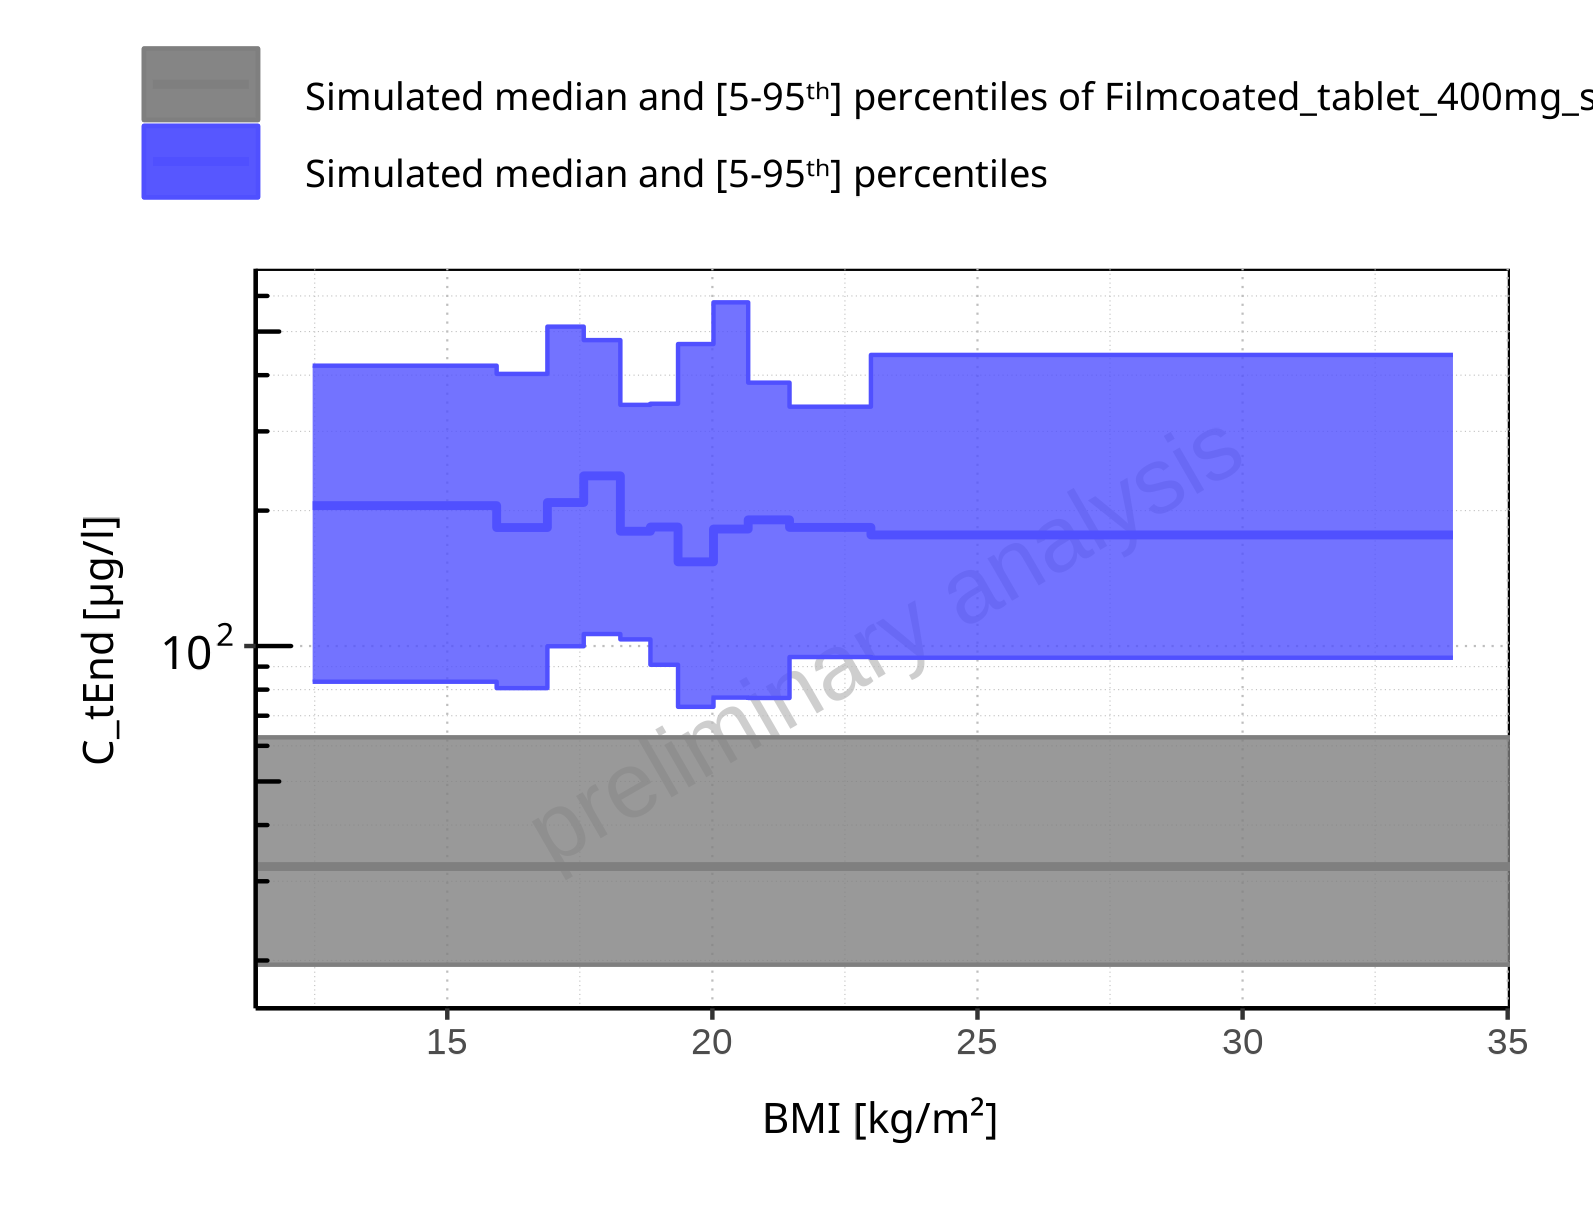 Simulated median and [5-95ᵗʰ] percentiles of Filmcoated_tablet_400mg_s
Simulated median and [5-95ᵗʰ] percentiles
C_tEnd [µg/l]
10²
preliminary analysis
15 20 25 30 35
BMI [kg/m²]